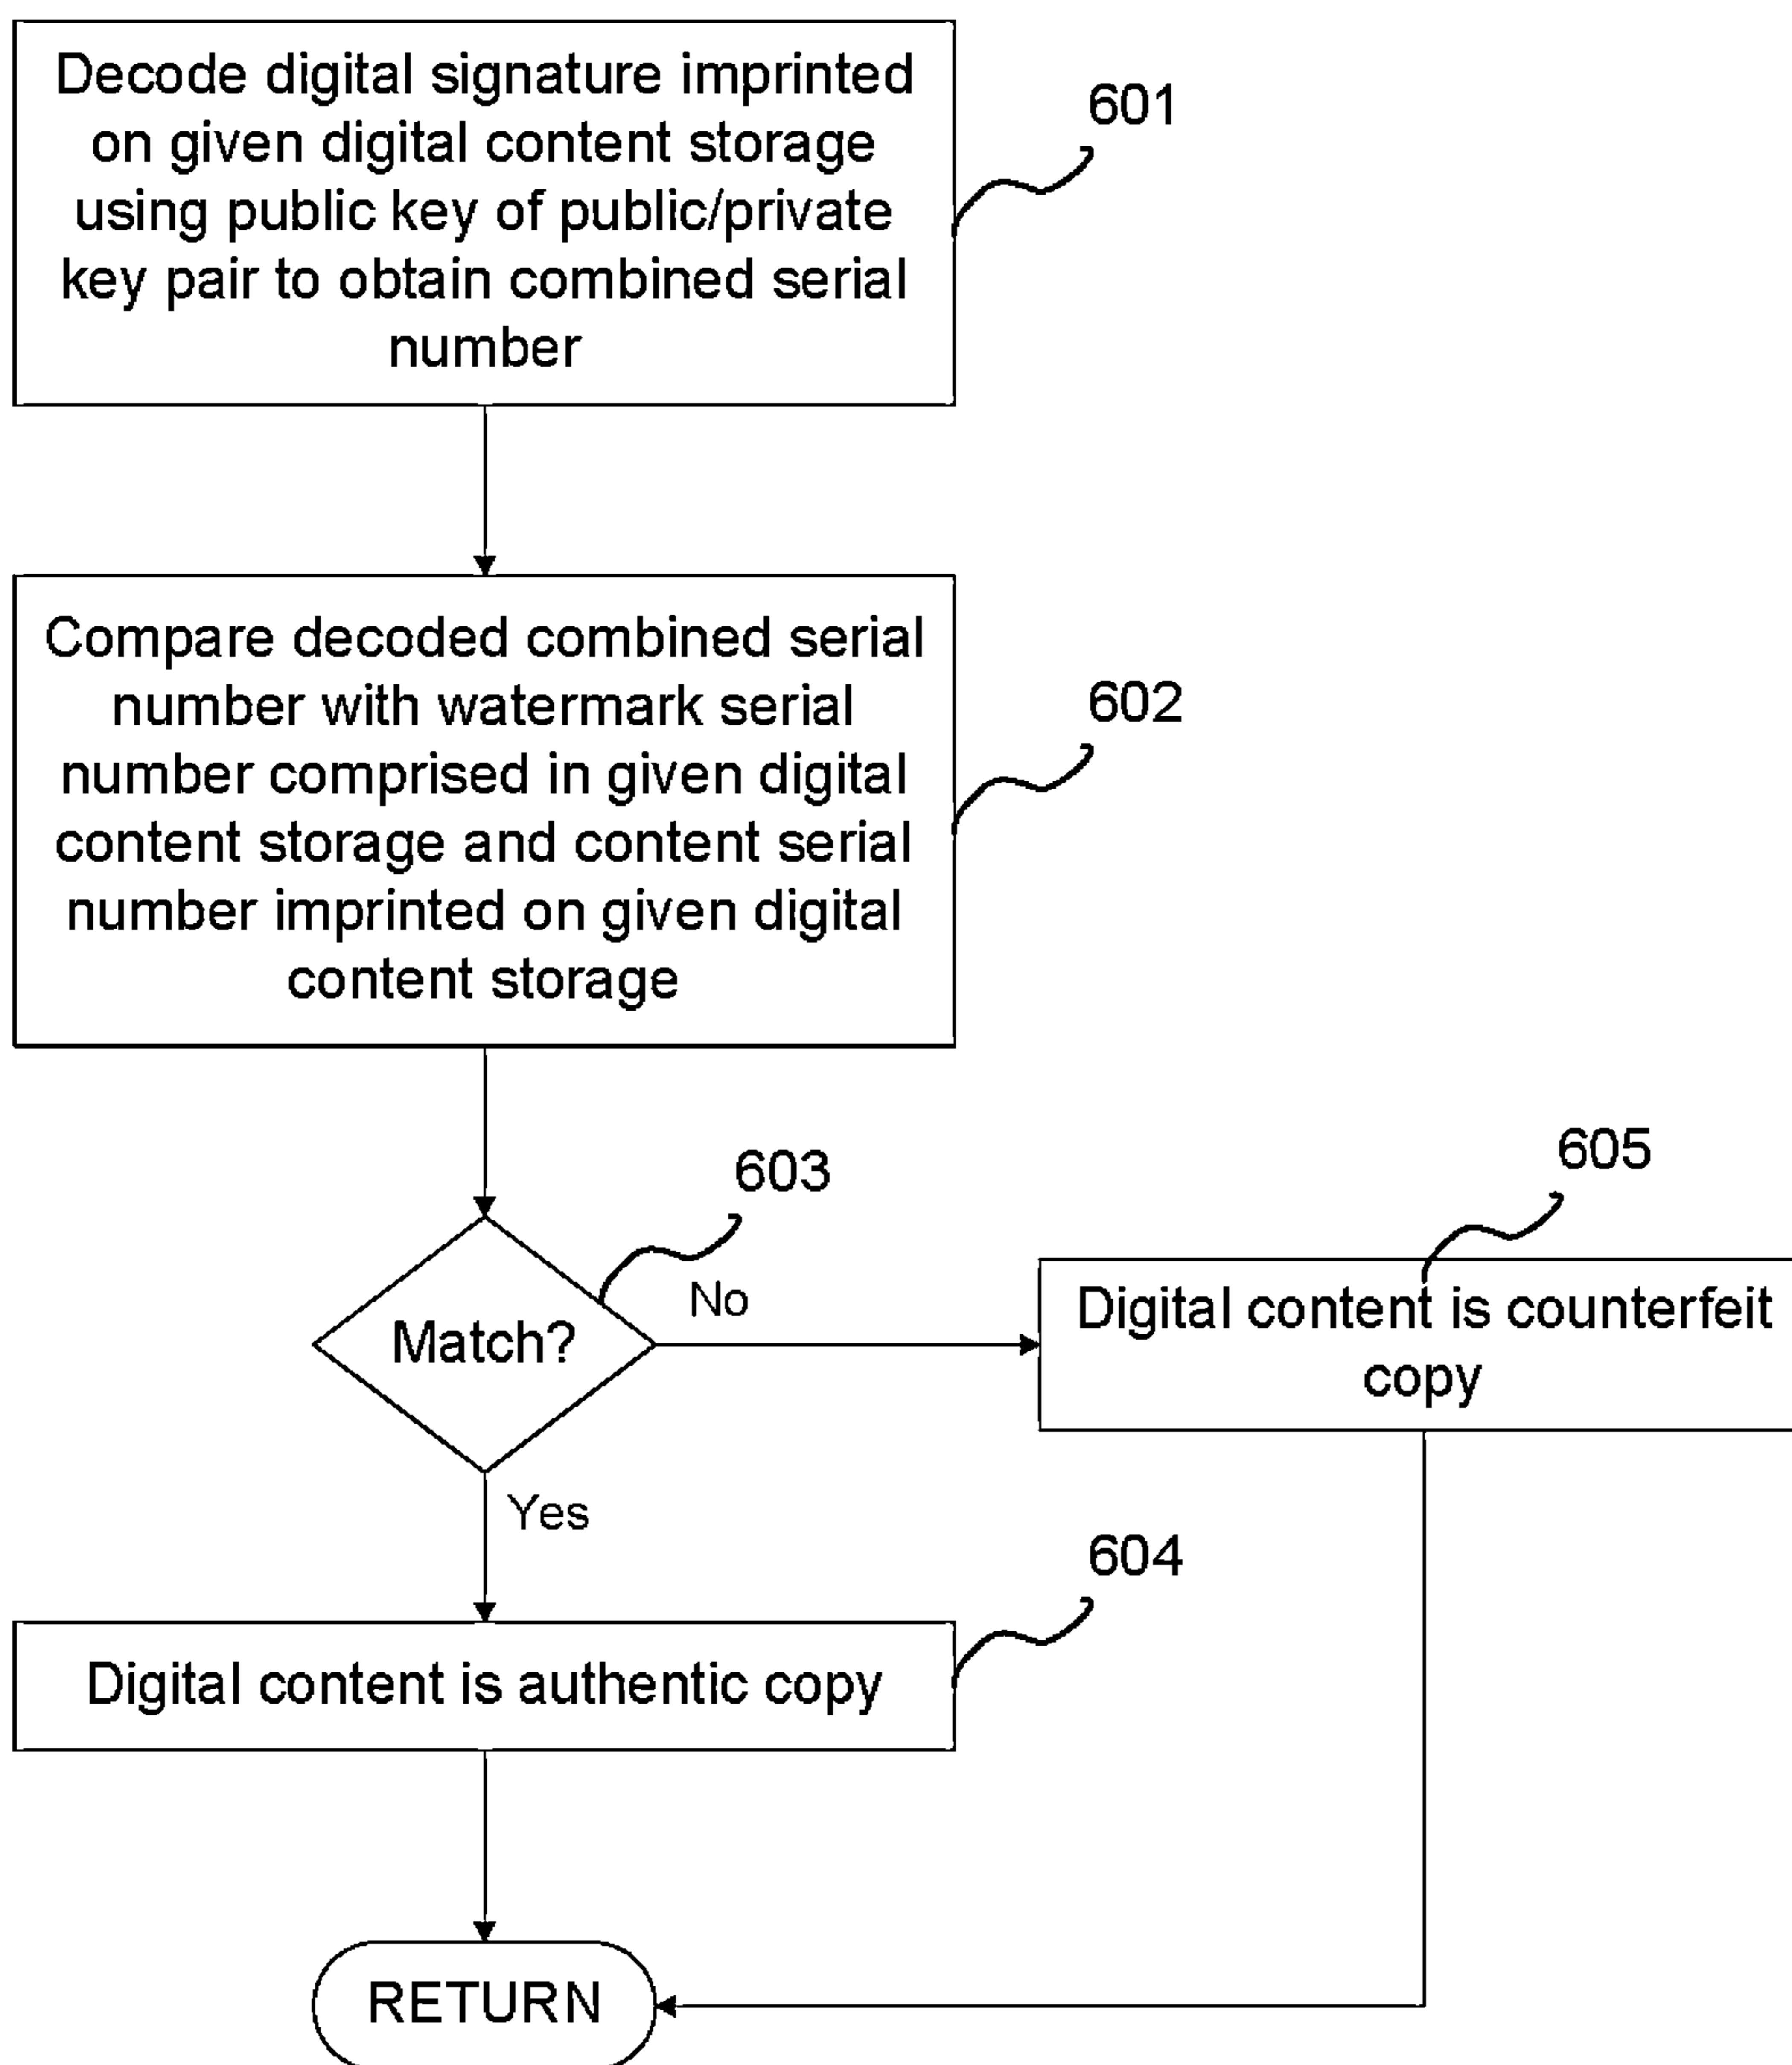 Decode digital signature imprinted
on given digital content storage
using public key of public/private
key pair to obtain combined serial
number
601
Compare decoded combined serial
number with watermark serial
number comprised in given digital
content storage and content serial
number imprinted on given digital
content storage
602
603
Match?
No
605
Digital content is counterfeit
copy
Yes
604
Digital content is authentic copy
RETURN